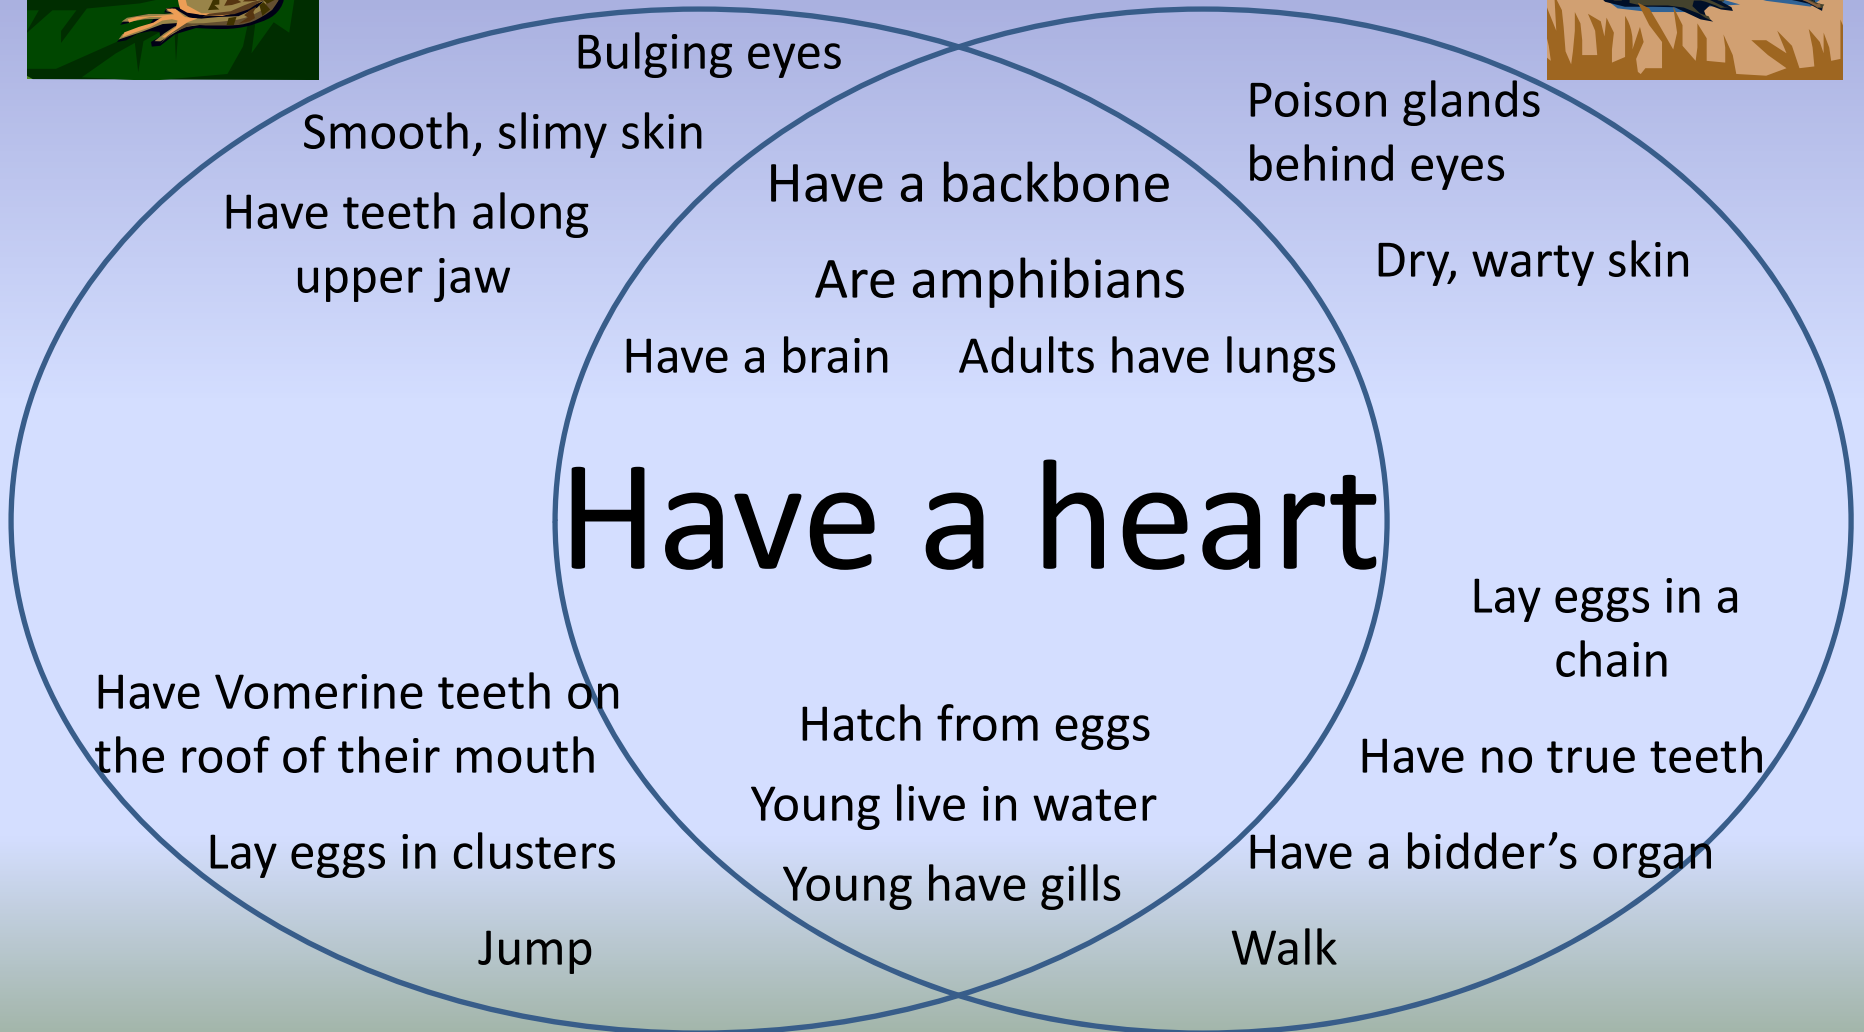 Bulging eyes
Smooth, slimy skin
Have teeth along
upper jaw
Have Vomerine teeth on
the roof of their mouth
Lay eggs in clusters
Jump
Have a backbone
Are amphibians
Have a brain
Adults have lungs
Have a heart
Hatch from eggs
Young live in water
Young have gills
Poison glands
behind eyes
Dry, warty skin
Lay eggs in a
chain
Have no true teeth
Have a bidder’s organ
Walk